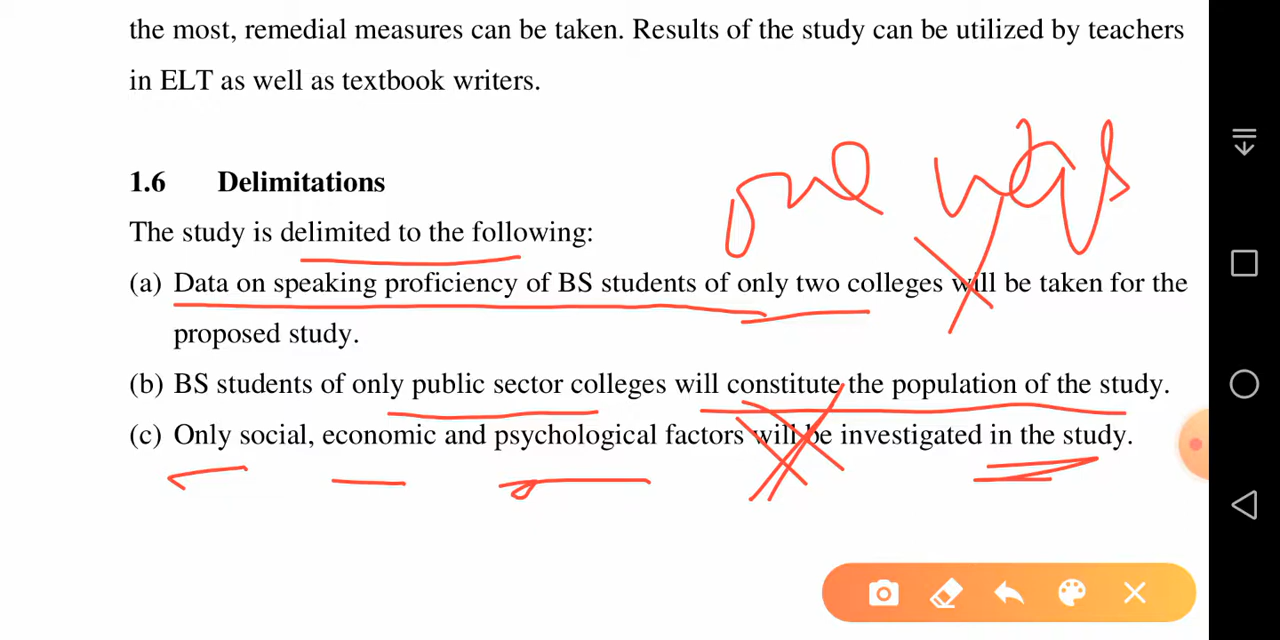 the most, remedial measures can be taken. Results of the study can be utilized by teachers
in ELT as well as textbook writers.
1.6 Delimitations
one
The study is delimited to the following:
(a) Data on speaking proficiency of BS students of only two colleges will be taken for the
proposed study.
(b) BS students of only public sector colleges will constitute the population of the study.
(c) Only social, economic and psychological factors will be investigated in the study.